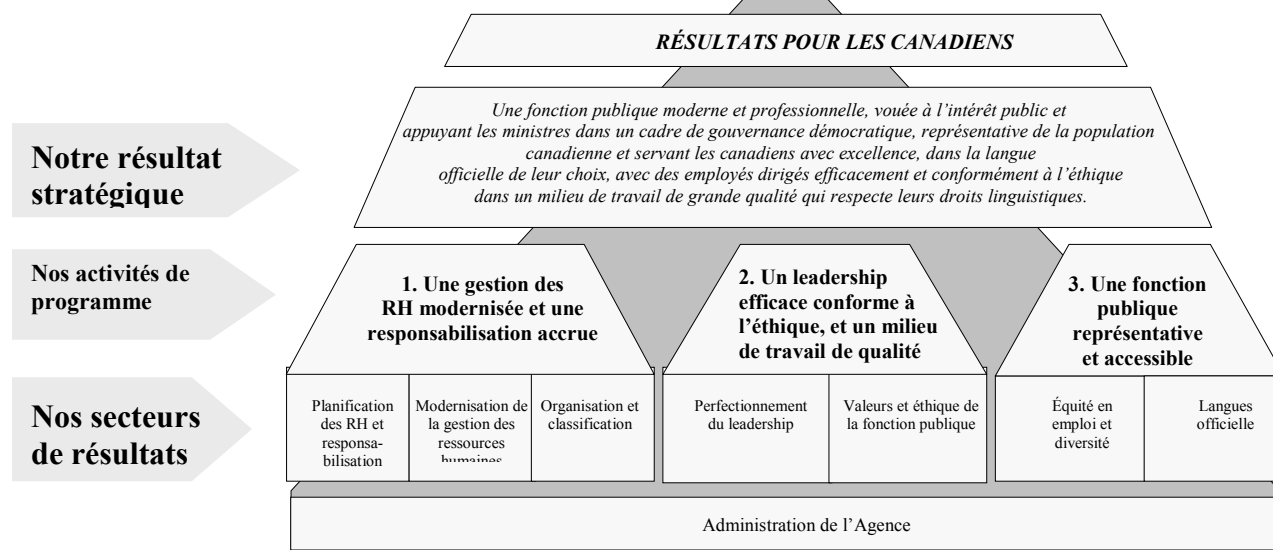 RÉSULTATS POUR LES CANADIENS
Notre résultat
stratégique
Une fonction publique moderne et professionnelle, vouée à l'intérêt public et
appuyant les ministres dans un cadre de gouvernance démocratique, représentative de la population
canadienne et servant les canadiens avec excellence, dans la langue
officielle de leur choix, avec des employés dirigés efficacement et conformément à l'éthique
dans un milieu de travail de grande qualité qui respecte leurs droits linguistiques.
Nos activités de
programme
1. Une gestion des
RH modernisée et une
responsabilisation accrue
2. Un leadership
efficace conforme à
l'éthique, et un milieu
de travail de qualité
3. Une fonction
publique
représentative
et accessible
Nos secteurs
de résultats
Planification
des RH et
responsa-
bilisation
Modernisation de
la gestion des
ressources
humaines
Organisation et
classification
Perfectionnement
du leadership
Valeurs et éthique de
la fonction publique
Équité en
emploi et
diversité
Langues
officielle
Administration de l'Agence